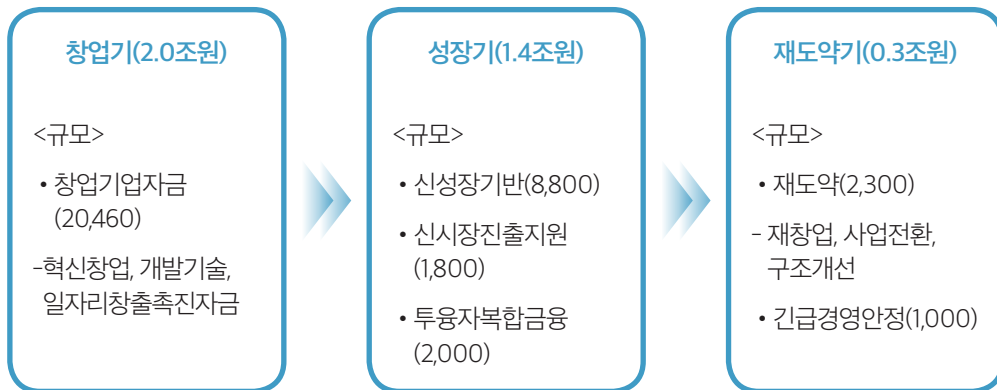 창업기(2.0조원)
<규모>
• 창업기업자금
(20,460)
-혁신창업, 개발기술,
일자리창출촉진자금
성장기(1.4조원)
<규모>
• 신성장기반(8,800)
• 신시장진출지원
(1,800)
• 투융자복합금융
(2,000)
재도약기(0.3조원)
<규모>
• 재도약(2,300)
- 재창업, 사업전환,
구조개선
• 긴급경영안정(1,000)